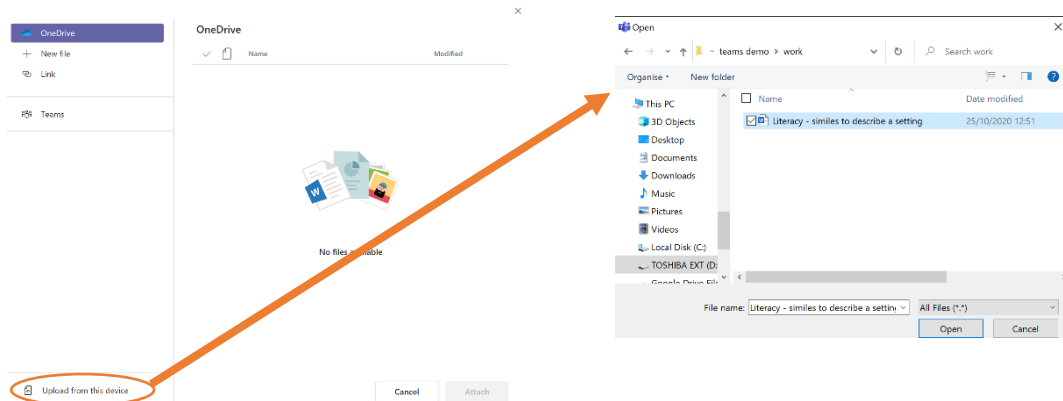 OneDrive
New file
Link
Teams
Upload from this device
OneDrive
Name Modified
No files available
Cancel Attach
Open
teams demo › work
Search work
Organise New folder
This PC
3D Objects
Desktop
Documents
Downloads
Music
Pictures
Videos
Local Disk (C:)
TOSHIBA EXT (D:
Google Drive File
Name Date modified
Literacy - similes to describe a setting 25/10/2020 12:51
File name: Literacy - similes to describe a setting All Files (*.*)
Open Cancel